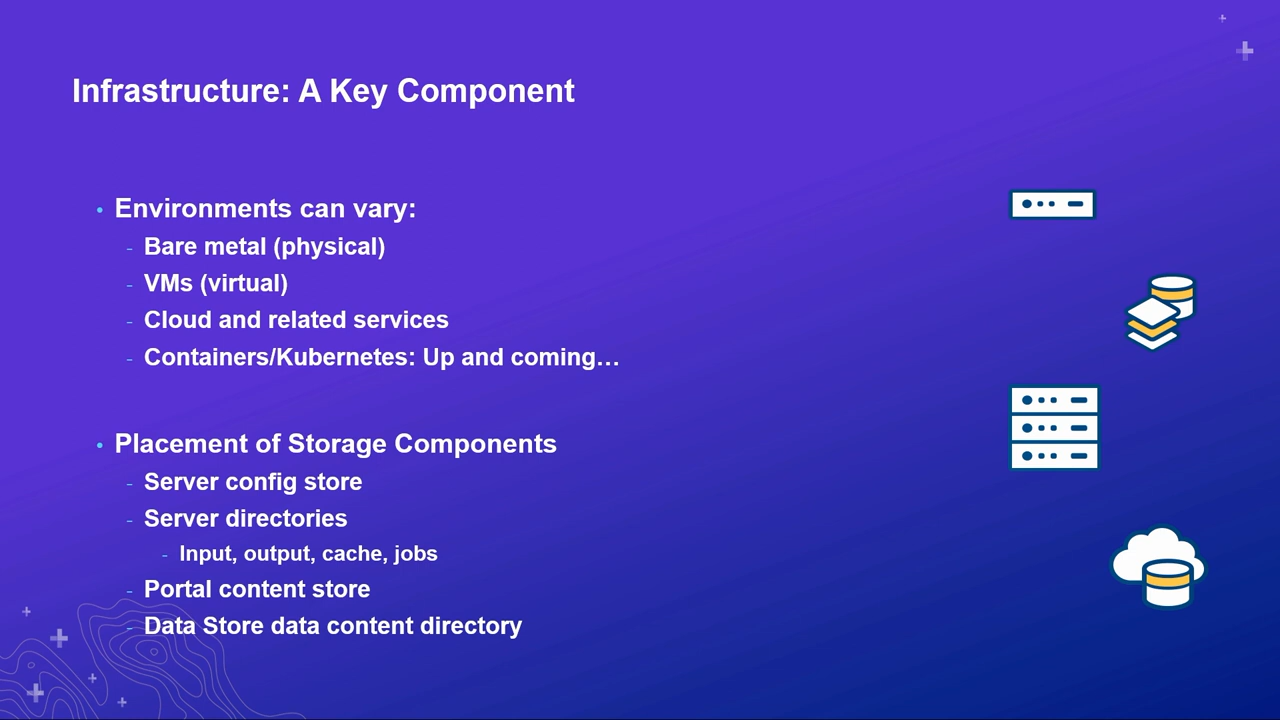 Infrastructure: A Key Component
• Environments can vary:
- Bare metal (physical)
- VMs (virtual)
- Cloud and related services
- Containers/Kubernetes: Up and coming…
• Placement of Storage Components
- Server config store
- Server directories
- Input, output, cache, jobs
- Portal content store
- Data Store data content directory